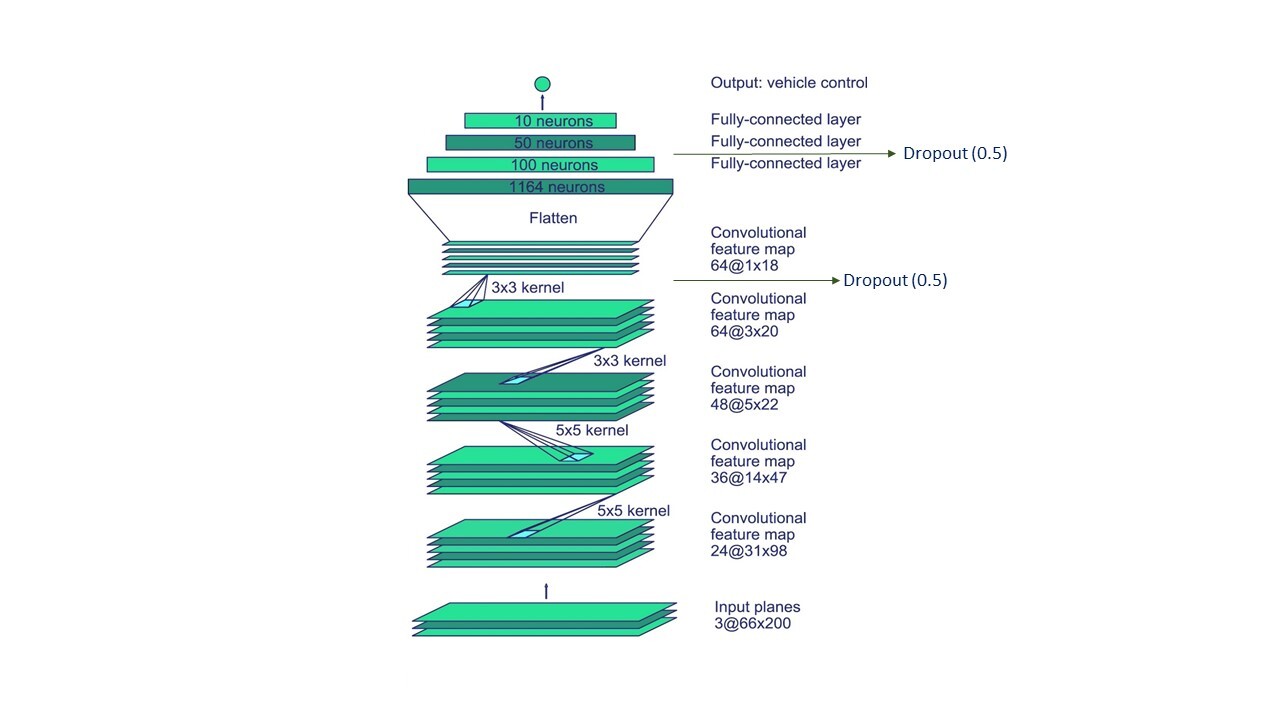 Output: vehicle control
10 neurons
Fully-connected layer
50 neurons
Fully-connected layer
Dropout (0.5)
100 neurons
Fully-connected layer
1164 neurons
Flatten
Convolutional
feature map
64@1x18
Dropout (0.5)
3x3 kernel
Convolutional
feature map
64@3x20
3x3 kernel
Convolutional
feature map
48@5x22
5x5 kernel
Convolutional
feature map
36@14x47
5x5 kernel
Convolutional
feature map
24@31x98
Input planes
3@66x200